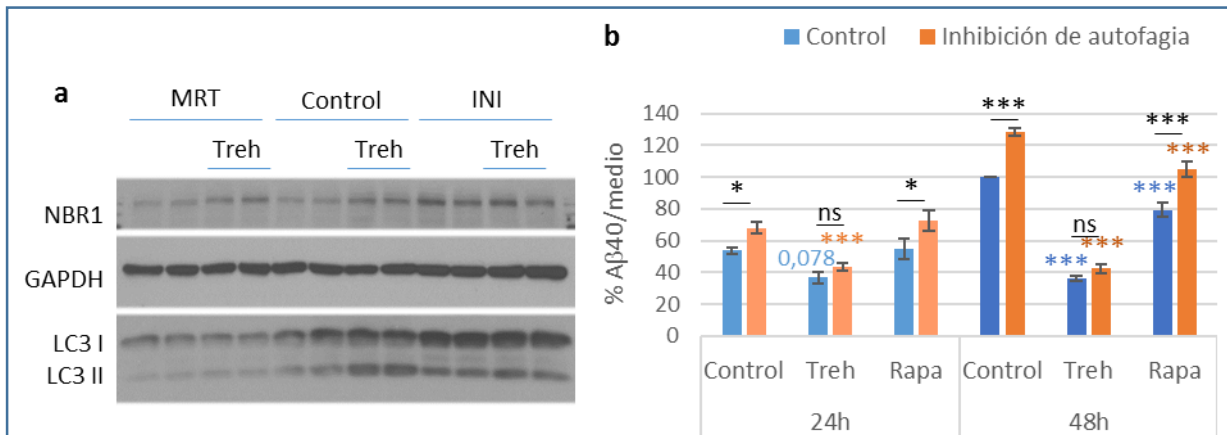 a
MRT Control INI
Treh Treh Treh
NBR1
GAPDH
LC3 I
LC3 II
b
Control Inhibición de autofagia
% Aβ40/medio
140
120
100
80
60
40
20
0
* ns * *** ns ***
0,078 *** *** *** *** ***
Control Treh Rapa Control Treh Rapa
24h 48h